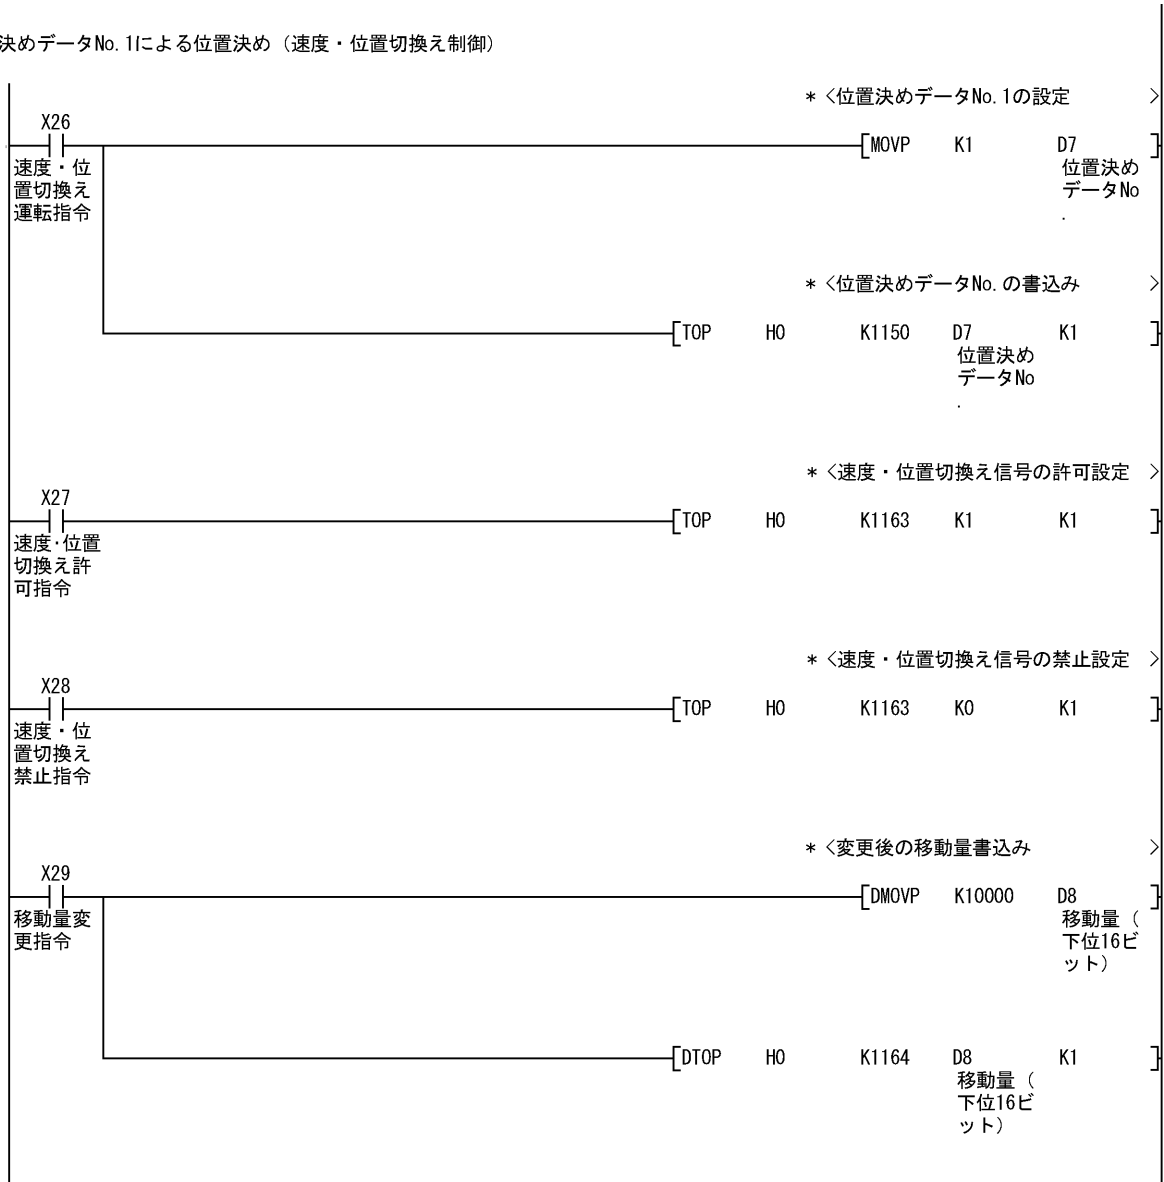 決めデータNo.1による位置決め（速度・位置切換え制御）
* <位置決めデータNo.1の設定 >
X26
MOVP K1 D7
速度・位
置切換え
運転指令
位置決め
データNo
.
* <位置決めデータNo.の書込み >
TOP H0 K1150 D7 K1
位置決め
データNo
.
* <速度・位置切換え信号の許可設定 >
X27
TOP H0 K1163 K1 K1
速度・位置
切換え許
可指令
* <速度・位置切換え信号の禁止設定 >
X28
TOP H0 K1163 K0 K1
速度・位
置切換え
禁止指令
* <変更後の移動量書込み >
X29
DMOVP K10000 D8
移動量変
更指令
移動量（
下位16ビ
ット）
DTOP H0 K1164 D8 K1
移動量（
下位16ビ
ット）